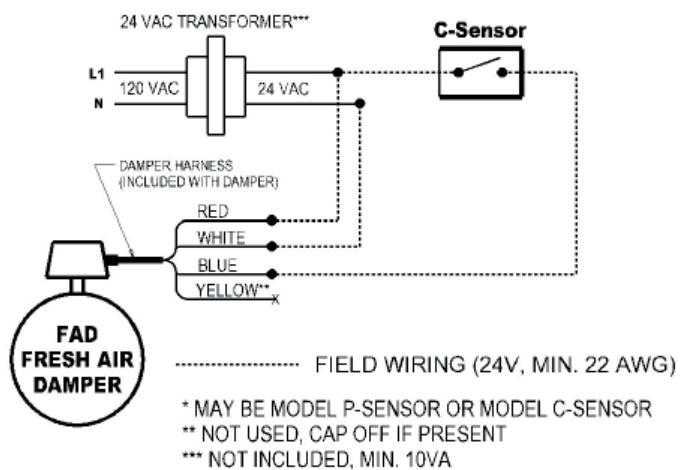 24 VAC TRANSFORMER***
C-Sensor
L1
120 VAC
24 VAC
N
DAMPER HARNESS
(INCLUDED WITH DAMPER)
RED
WHITE
BLUE
YELLOW**
X
FAD
FRESH AIR
DAMPER
FIELD WIRING (24V, MIN. 22 AWG)
* MAY BE MODEL P-SENSOR OR MODEL C-SENSOR
** NOT USED, CAP OFF IF PRESENT
*** NOT INCLUDED, MIN. 10VA